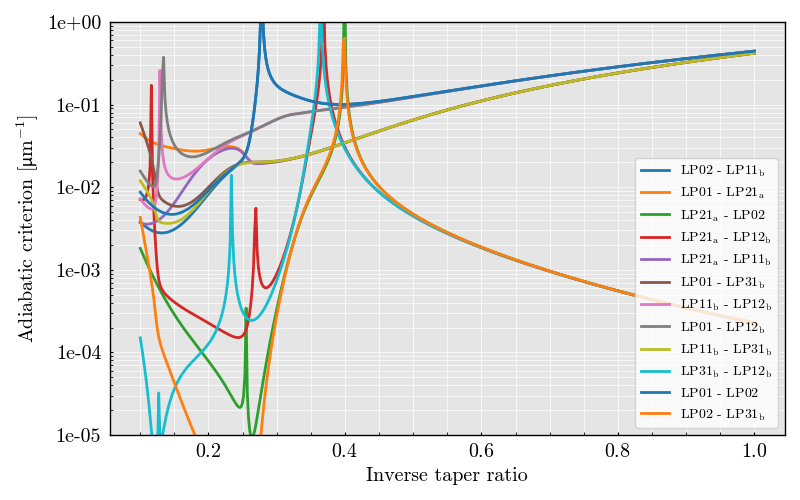 1e+00
1e-01
1e-02
1e-03
1e-04
1e-05
Adiabatic criterion [μm⁻¹]
0.2 0.4 0.6 0.8 1.0
Inverse taper ratio
LP02 - LP11b
LP01 - LP21a
LP21a - LP02
LP21a - LP12b
LP21a - LP11b
LP01 - LP31b
LP11b - LP12b
LP01 - LP12b
LP11b - LP31b
LP31b - LP12b
LP01 - LP02
LP02 - LP31b